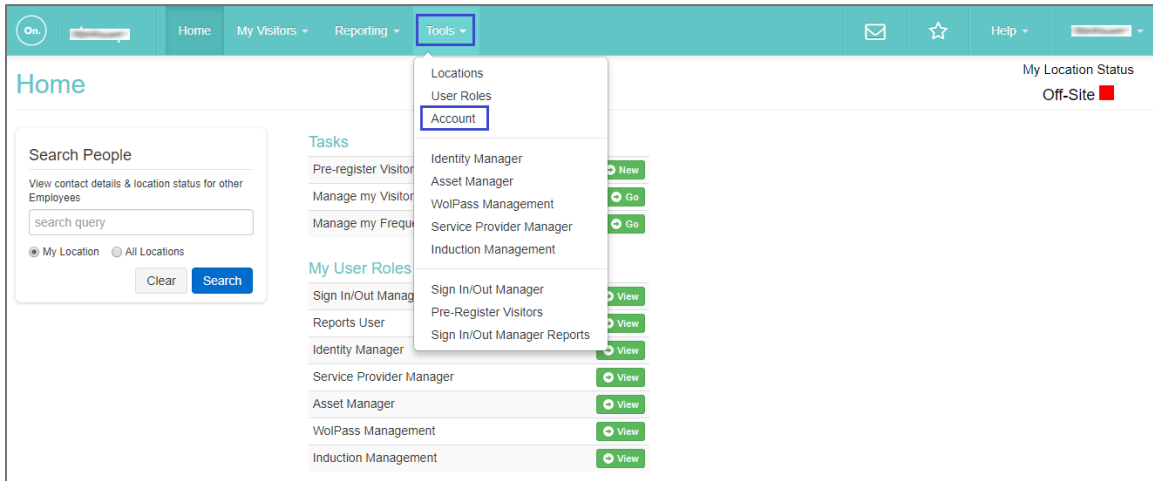 On.
Home
My Visitors
Reporting
Tools
Help
Home
My Location Status
Off-Site
Locations
User Roles
Account
Identity Manager
Asset Manager
WolPass Management
Service Provider Manager
Induction Management
Sign In/Out Manager
Pre-Register Visitors
Sign In/Out Manager Reports
Search People
View contact details & location status for other
Employees
search query
My Location All Locations
Clear Search
Tasks
Pre-register Visitor New
Manage my Visitor Go
Manage my Freque Go
My User Roles
Sign In/Out Manag View
Reports User View
Identity Manager View
Service Provider Manager View
Asset Manager View
WolPass Management View
Induction Management View